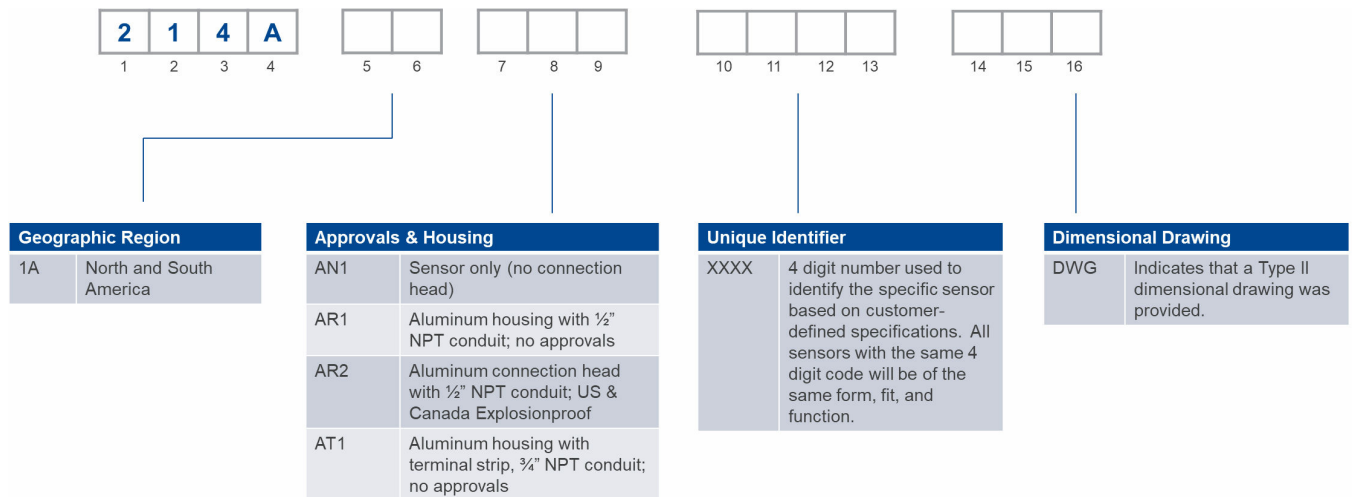 2 1 4 A
1 2 3 4 5 6 7 8 9 10 11 12 13 14 15 16
Geographic Region
1A North and South
America
Approvals & Housing
AN1 Sensor only (no connection
head)
AR1 Aluminum housing with ½”
NPT conduit; no approvals
AR2 Aluminum connection head
with ½” NPT conduit; US &
Canada Explosionproof
AT1 Aluminum housing with
terminal strip, ¾” NPT conduit;
no approvals
Unique Identifier
XXXX 4 digit number used to
identify the specific sensor
based on customer-
defined specifications. All
sensors with the same 4
digit code will be of the
same form, fit, and
function.
Dimensional Drawing
DWG Indicates that a Type II
dimensional drawing was
provided.